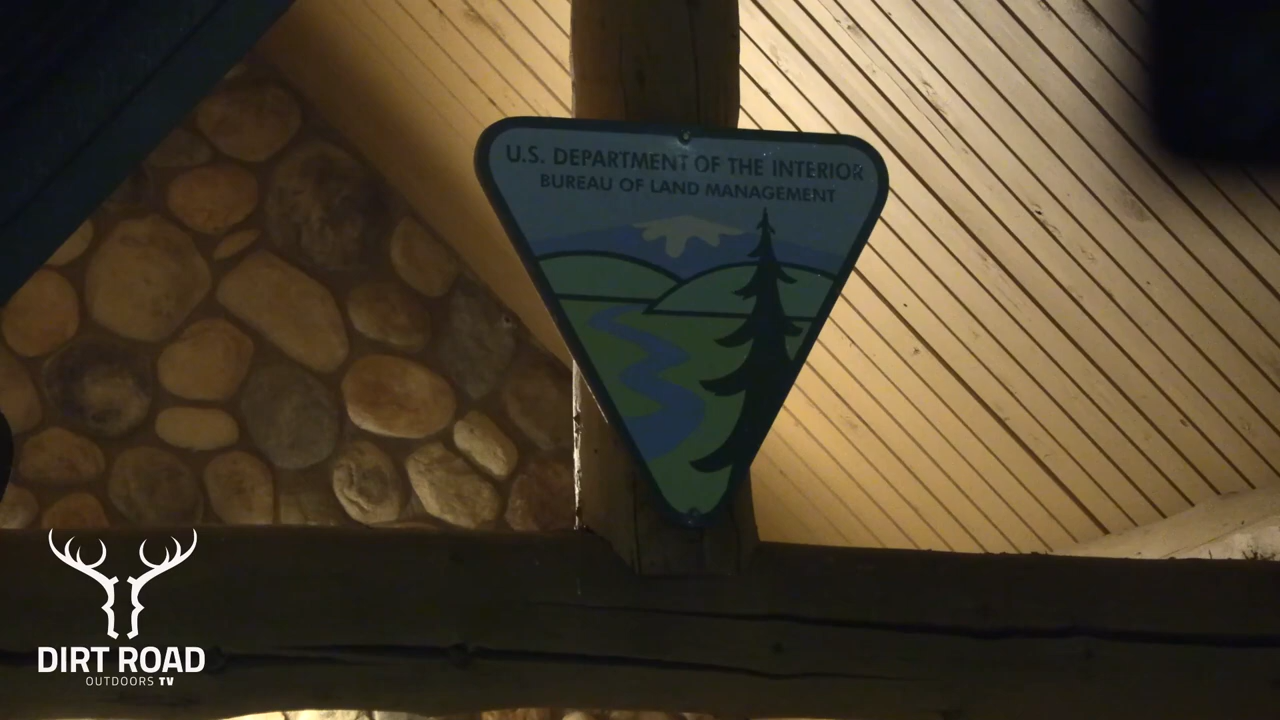 U.S. DEPARTMENT OF THE INTERIOR
BUREAU OF LAND MANAGEMENT
DIRT ROAD
OUTDOORS TV